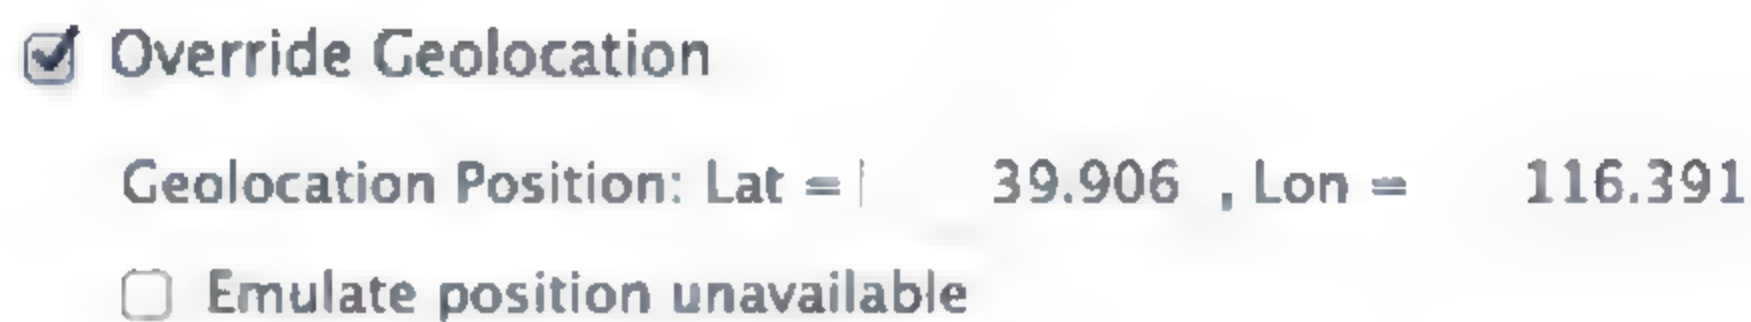 Override Geolocation
Geolocation Position: Lat = 39.906 , Lon = 116.391
Emulate position unavailable